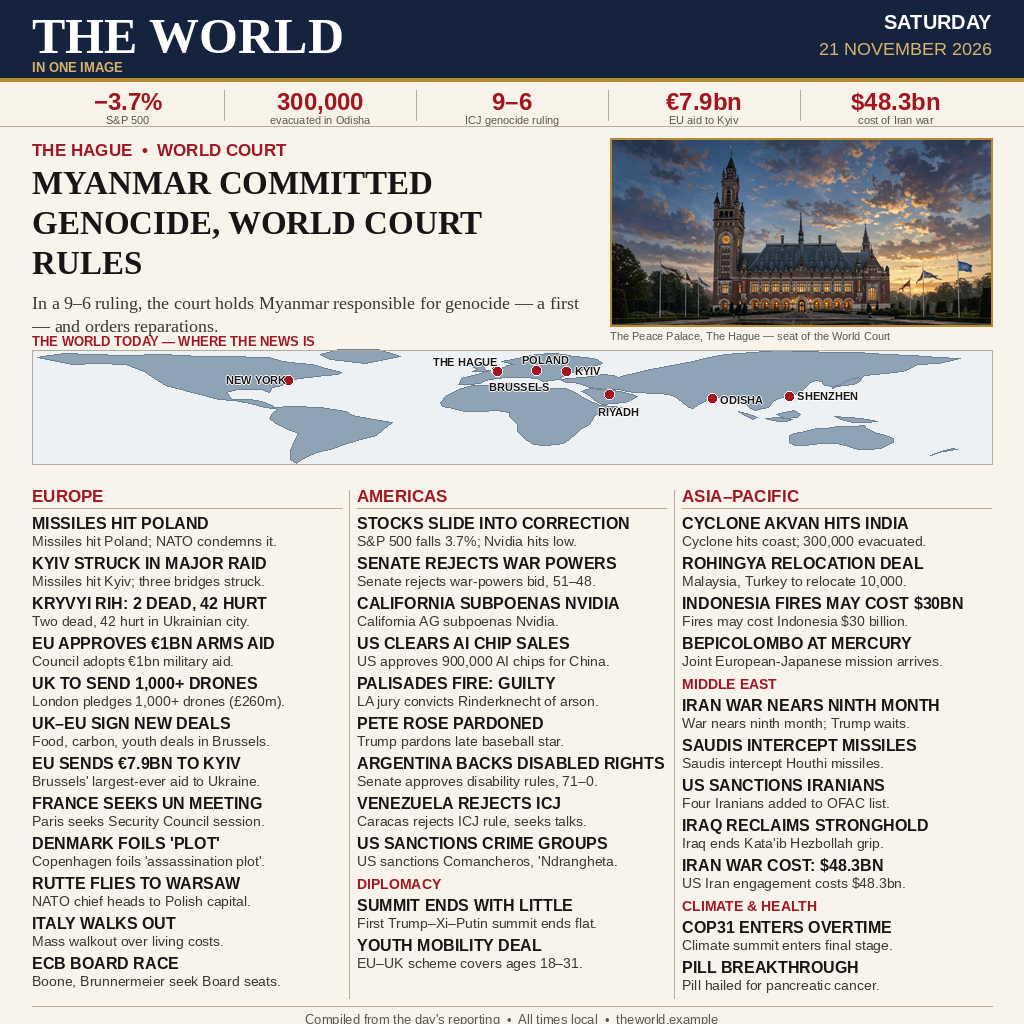 THE WORLD
IN ONE IMAGE
SATURDAY
21 NOVEMBER 2026
−3.7%
S&P 500
300,000
evacuated in Odisha
9–6
ICJ genocide ruling
€7.9bn
EU aid to Kyiv
$48.3bn
cost of Iran war
THE HAGUE • WORLD COURT
MYANMAR COMMITTED
GENOCIDE, WORLD COURT
RULES
In a 9–6 ruling, the court holds Myanmar responsible for genocide — a first
— and orders reparations.
The Peace Palace, The Hague — seat of the World Court
THE WORLD TODAY — WHERE THE NEWS IS
NEW YORK
THE HAGUE
POLAND
KYIV
BRUSSELS
RIYADH
ODISHA
SHENZHEN
EUROPE
MISSILES HIT POLAND
Missiles hit Poland; NATO condemns it.
KYIV STRUCK IN MAJOR RAID
Missiles hit Kyiv; three bridges struck.
KRYVYI RIH: 2 DEAD, 42 HURT
Two dead, 42 hurt in Ukrainian city.
EU APPROVES €1BN ARMS AID
Council adopts €1bn military aid.
UK TO SEND 1,000+ DRONES
London pledges 1,000+ drones (£260m).
UK–EU SIGN NEW DEALS
Food, carbon, youth deals in Brussels.
EU SENDS €7.9BN TO KYIV
Brussels' largest-ever aid to Ukraine.
FRANCE SEEKS UN MEETING
Paris seeks Security Council session.
DENMARK FOILS 'PLOT'
Copenhagen foils 'assassination plot'.
RUTTE FLIES TO WARSAW
NATO chief heads to Polish capital.
ITALY WALKS OUT
Mass walkout over living costs.
ECB BOARD RACE
Boone, Brunnermeier seek Board seats.
AMERICAS
STOCKS SLIDE INTO CORRECTION
S&P 500 falls 3.7%; Nvidia hits low.
SENATE REJECTS WAR POWERS
Senate rejects war-powers bid, 51–48.
CALIFORNIA SUBPOENAS NVIDIA
California AG subpoenas Nvidia.
US CLEARS AI CHIP SALES
US approves 900,000 AI chips for China.
PALISADES FIRE: GUILTY
LA jury convicts Rinderknecht of arson.
PETE ROSE PARDONED
Trump pardons late baseball star.
ARGENTINA BACKS DISABLED RIGHTS
Senate approves disability rules, 71–0.
VENEZUELA REJECTS ICJ
Caracas rejects ICJ rule, seeks talks.
US SANCTIONS CRIME GROUPS
US sanctions Comancheros, 'Ndrangheta.
DIPLOMACY
SUMMIT ENDS WITH LITTLE
First Trump–Xi–Putin summit ends flat.
YOUTH MOBILITY DEAL
EU–UK scheme covers ages 18–31.
ASIA–PACIFIC
CYCLONE AKVAN HITS INDIA
Cyclone hits coast; 300,000 evacuated.
ROHINGYA RELOCATION DEAL
Malaysia, Turkey to relocate 10,000.
INDONESIA FIRES MAY COST $30BN
Fires may cost Indonesia $30 billion.
BEPICOLOMBO AT MERCURY
Joint European-Japanese mission arrives.
MIDDLE EAST
IRAN WAR NEARS NINTH MONTH
War nears ninth month; Trump waits.
SAUDIS INTERCEPT MISSILES
Saudis intercept Houthi missiles.
US SANCTIONS IRANIANS
Four Iranians added to OFAC list.
IRAQ RECLAIMS STRONGHOLD
Iraq ends Kata'ib Hezbollah grip.
IRAN WAR COST: $48.3BN
US Iran engagement costs $48.3bn.
CLIMATE & HEALTH
COP31 ENTERS OVERTIME
Climate summit enters final stage.
PILL BREAKTHROUGH
Pill hailed for pancreatic cancer.
Compiled from the day's reporting • All times local • theworld.example